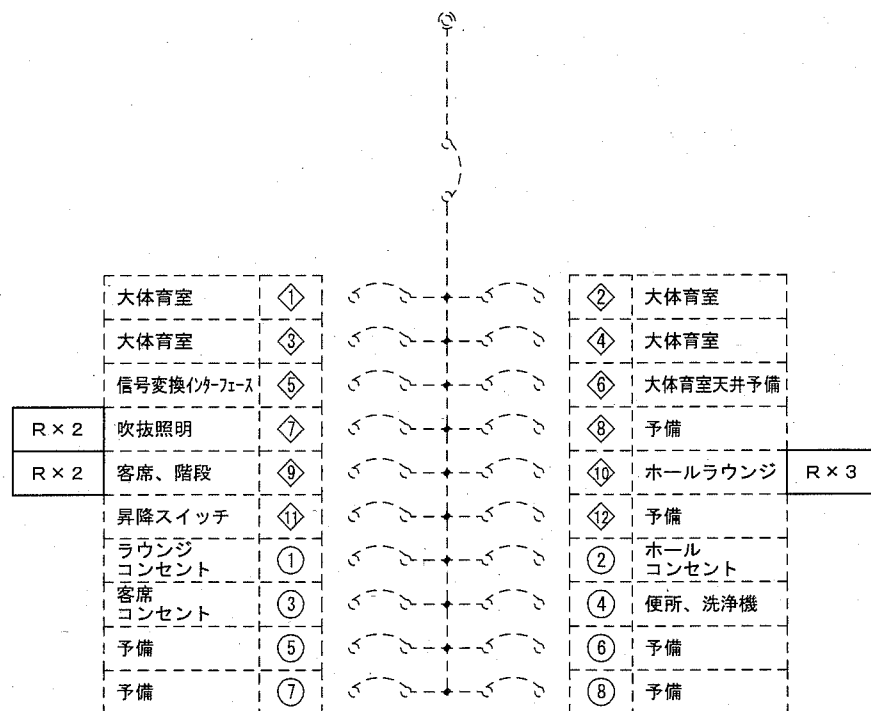 大体育室 1 2 大体育室
大体育室 3 4 大体育室
信号変換インターフェース 5 6 大体育室天井予備
R×2 吹抜照明 7 8 予備
R×2 客席、階段 9 10 ホールラウンジ R×3
昇降スイッチ 11 12 予備
ラウンジ
コンセント ① ② ホール
コンセント
客席
コンセント ③ ④ 便所、洗浄機
予備 ⑤ ⑥ 予備
予備 ⑦ ⑧ 予備